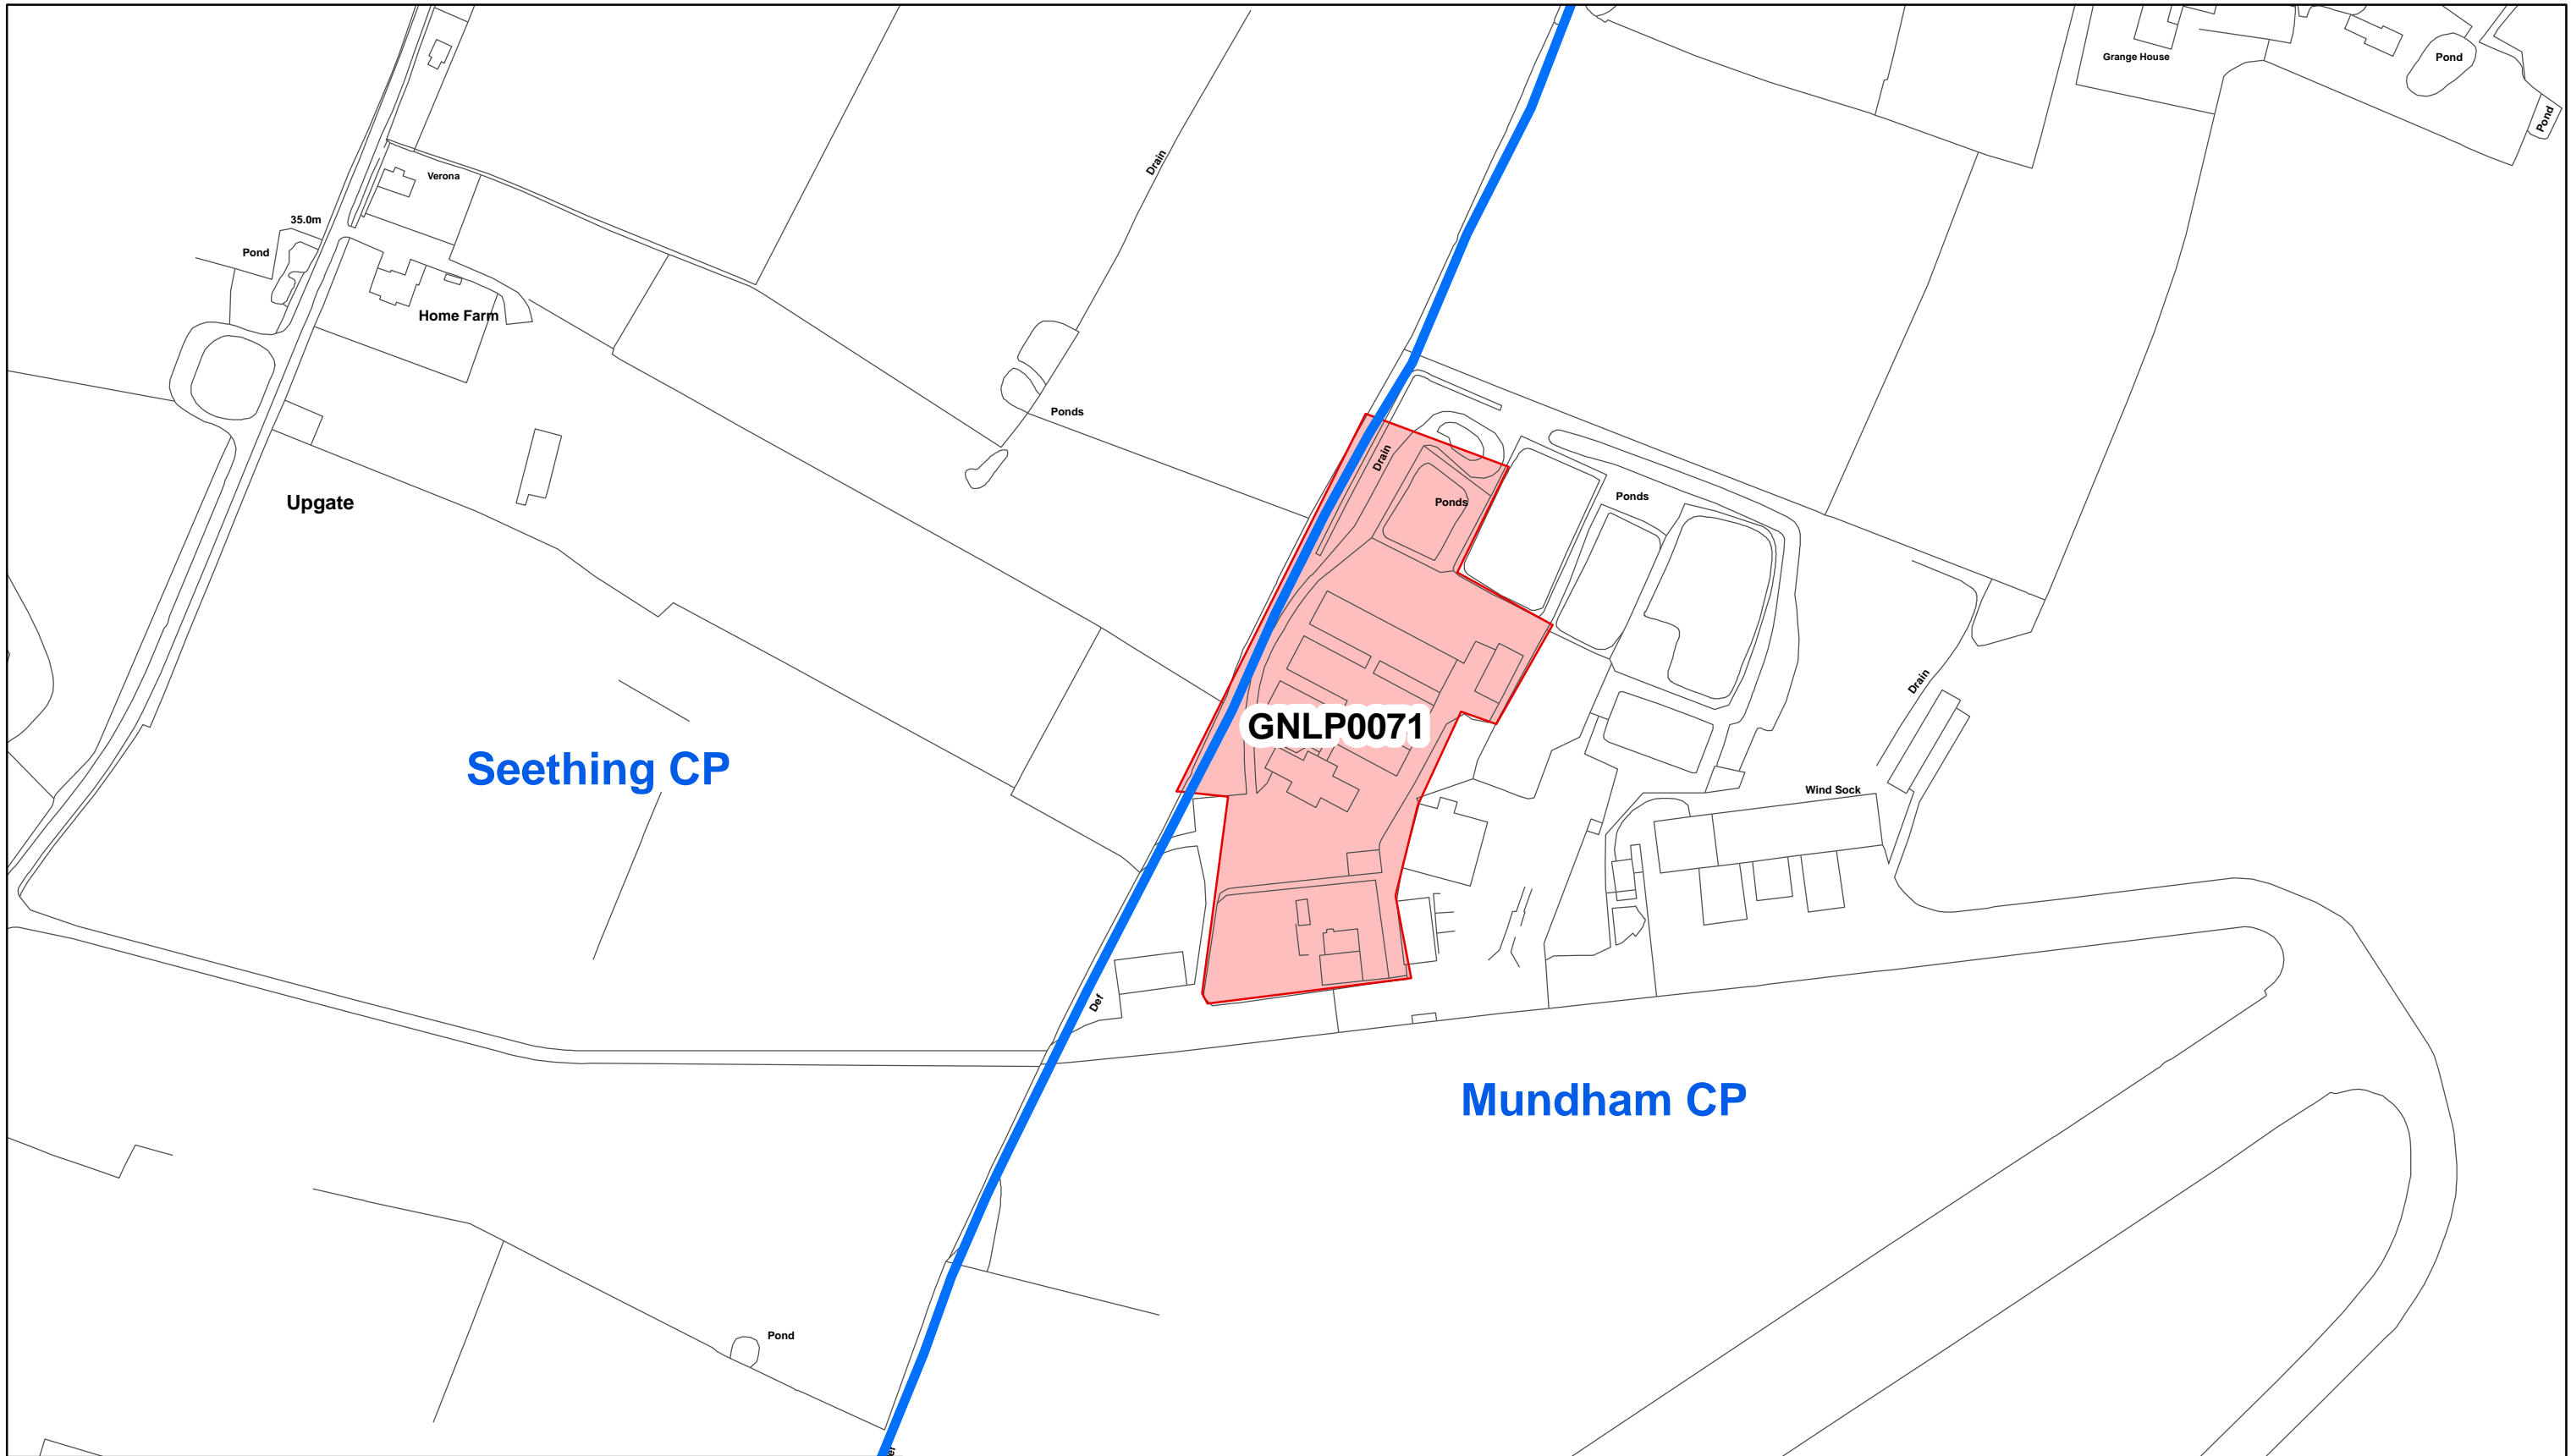 Grange House
Pond
Pond
Drain
Verona
35.0m
Pond
Home Farm
Ponds
Drain
Upgate
Ponds
Ponds
Drain
GNLP0071
Seething CP
Wind Sock
Def
Mundham CP
Pond